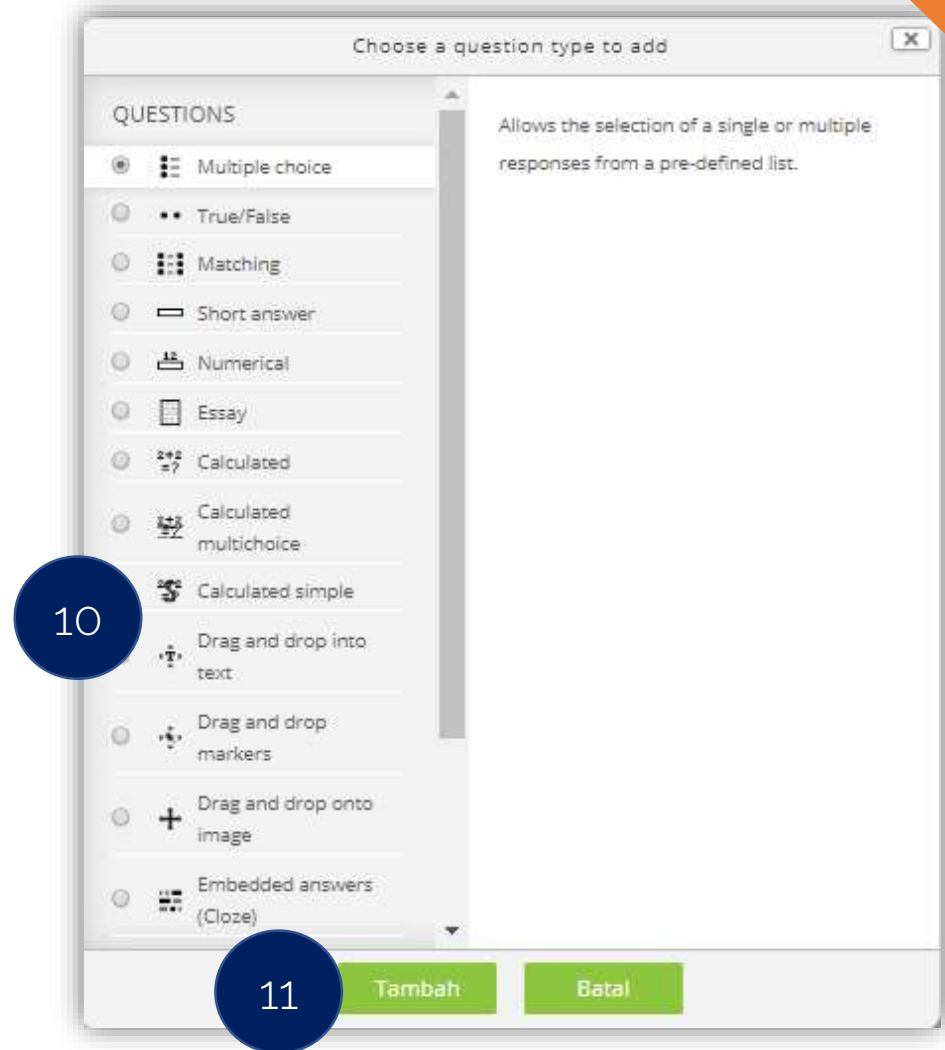 Choose a question type to add
QUESTIONS
Multiple choice
True/False
Matching
Short answer
Numerical
Essay
Calculated
Calculated
multichoice
Calculated simple
Drag and drop into
text
Drag and drop
markers
Drag and drop onto
image
Embedded answers
(Cloze)
Allows the selection of a single or multiple
responses from a pre-defined list.
10
11
Tambah
Batal